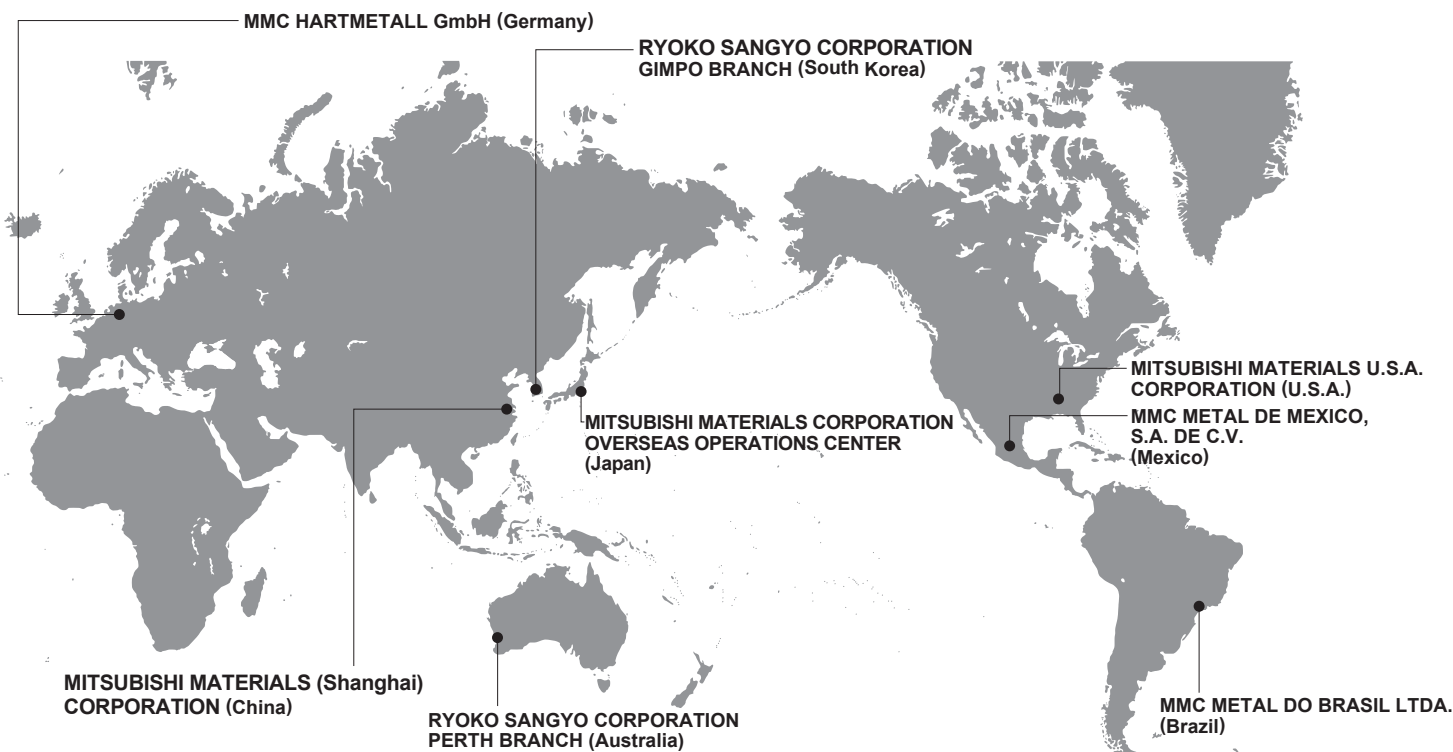 MMC HARTMETALL GmbH (Germany)
RYOKO SANGYO CORPORATION
GIMPO BRANCH (South Korea)
MITSUBISHI MATERIALS U.S.A.
CORPORATION (U.S.A.)
MMC METAL DE MEXICO,
S.A. DE C.V.
(Mexico)
MITSUBISHI MATERIALS CORPORATION
OVERSEAS OPERATIONS CENTER
(Japan)
MITSUBISHI MATERIALS (Shanghai)
CORPORATION (China)
RYOKO SANGYO CORPORATION
PERTH BRANCH (Australia)
MMC METAL DO BRASIL LTDA.
(Brazil)